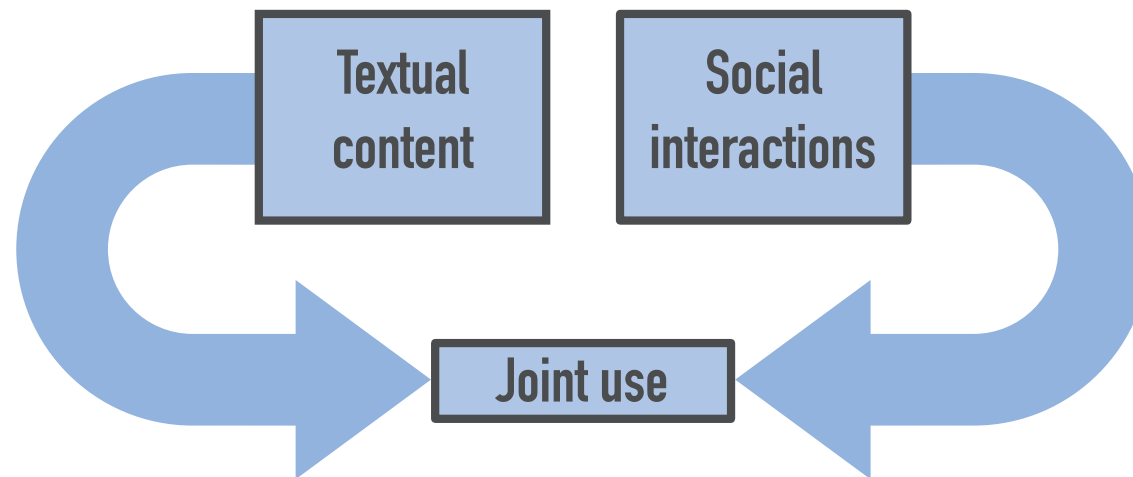 Textual
content
Social
interactions
Joint use